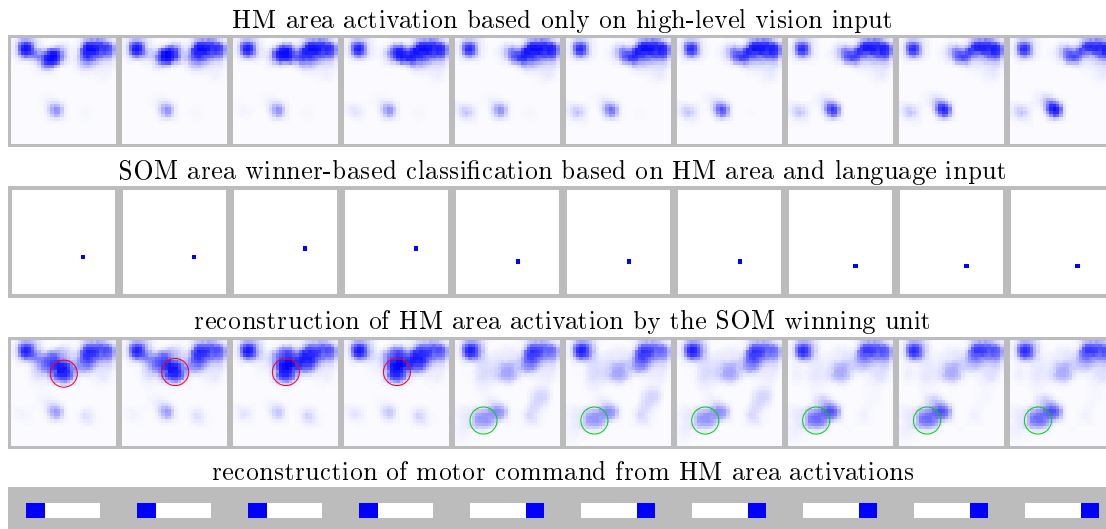 HM area activation based only on high-level vision input
SOM area winner-based classification based on HM area and language input
reconstruction of HM area activation by the SOM winning unit
reconstruction of motor command from HM area activations